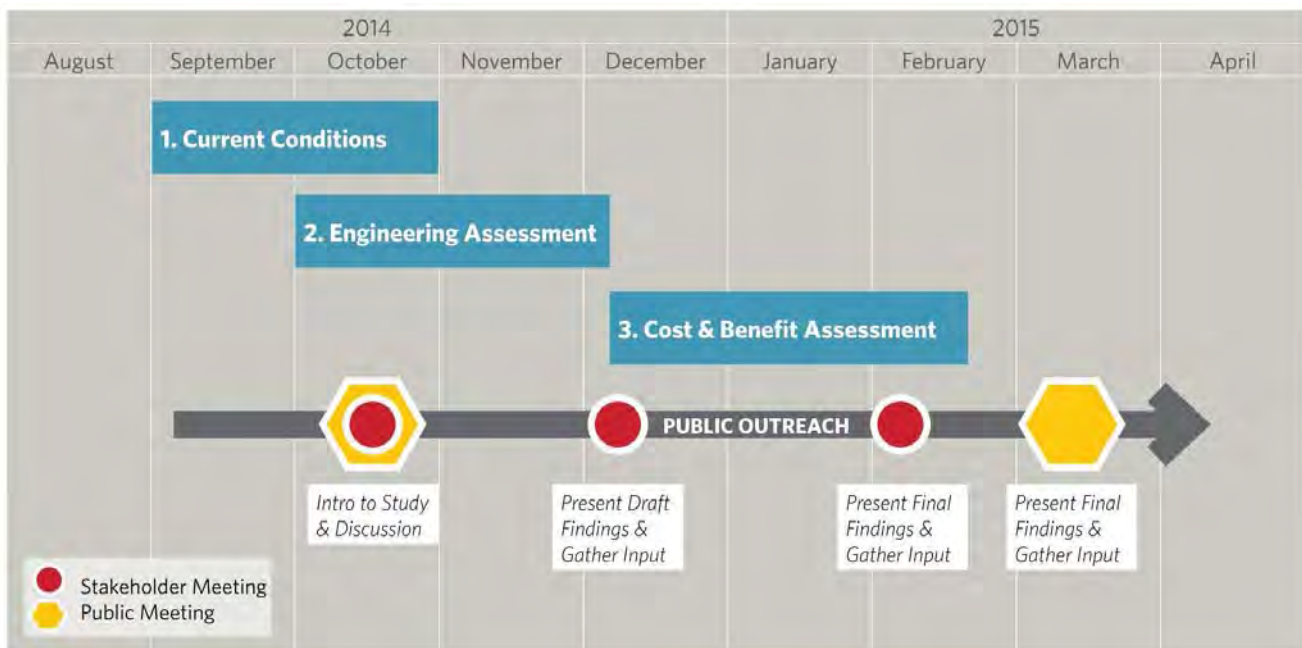 2014 2015
August September October November December January February March April
1. Current Conditions
2. Engineering Assessment
3. Cost & Benefit Assessment
PUBLIC OUTREACH
Intro to Study
& Discussion
Present Draft
Findings &
Gather Input
Present Final
Findings &
Gather Input
Present Final
Findings &
Gather Input
Stakeholder Meeting
Public Meeting